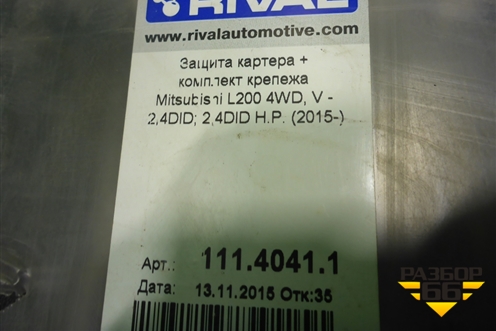 RIVAL
www.rivalautomotive.com
Защита картера +
комплект крепежа
Mitsubishi L200 4WD, V -
2,4DID; 2,4DID H.P. (2015-)
Арт.: 111.4041.1
Дата: 13.11.2015 Отк:35
РАЗБОР
66